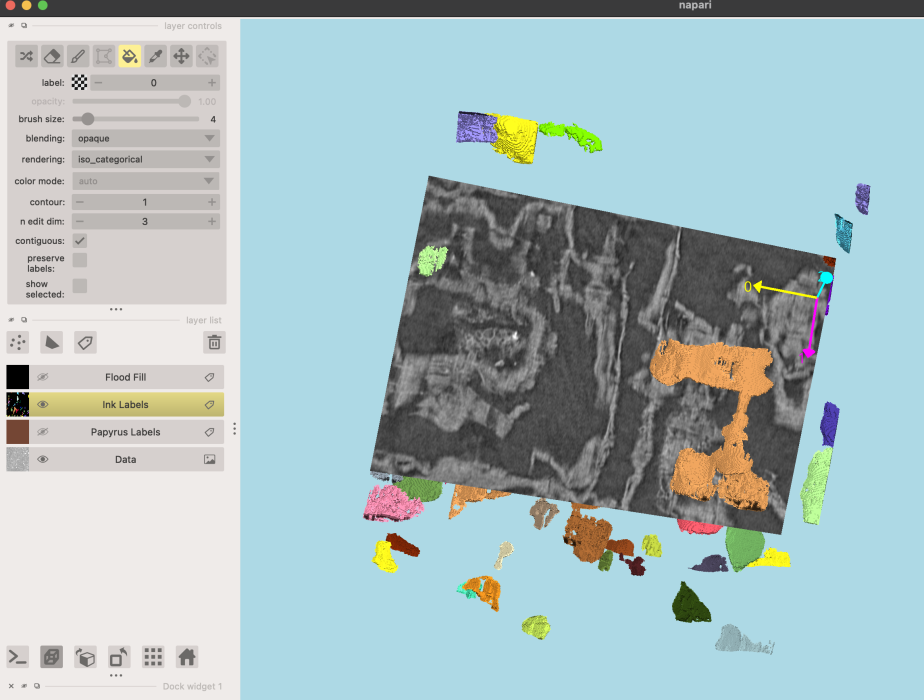 napari
layer controls
label: 0
opacity: 1.00
brush size: 4
blending: opaque
rendering: iso_categorical
color mode: auto
contour: 1
n edit dim: 3
contiguous:
preserve
labels:
show
selected:
layer list
Flood Fill
Ink Labels
Papyrus Labels
Data
Dock widget 1
0